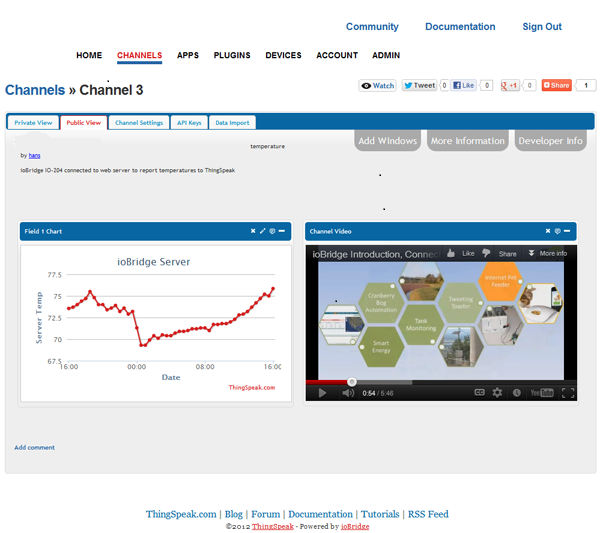 Community Documentation Sign Out
HOME CHANNELS APPS PLUGINS DEVICES ACCOUNT ADMIN
Channels » Channel 3
Watch Tweet 0 Like 0 +1 0 Share 1
Private View Public View Channel Settings API Keys Data Import
Add Windows More Information Developer Info
temperature
by hans
IoBridge IO-204 connected to web server to report temperatures to ThingSpeak
Field 1 Chart
ioBridge Server
Server Temp
77.5
75
72.5
70
67.5
16:00 00:00 08:00 16:00
Date
ThingSpeak.com
Channel Video
ioBridge Introduction, Connec Like Share More info
Internet Pet
Feeder
Cranberry
Bog
Automation
Tweeting
Toaster
Tank
Monitoring
Smart
Energy
0:54 / 5:46 CC YouTube
Add comment
ThingSpeak.com | Blog | Forum | Documentation | Tutorials | RSS Feed
©2012 ThingSpeak - Powered by ioBridge